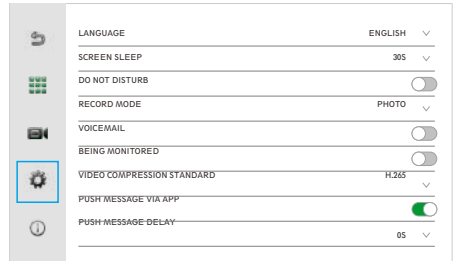 LANGUAGE ENGLISH
SCREEN SLEEP 30S
DO NOT DISTURB
RECORD MODE PHOTO
VOICEMAIL
BEING MONITORED
VIDEO COMPRESSION STANDARD H.265
PUSH MESSAGE VIA APP
PUSH MESSAGE DELAY 0S